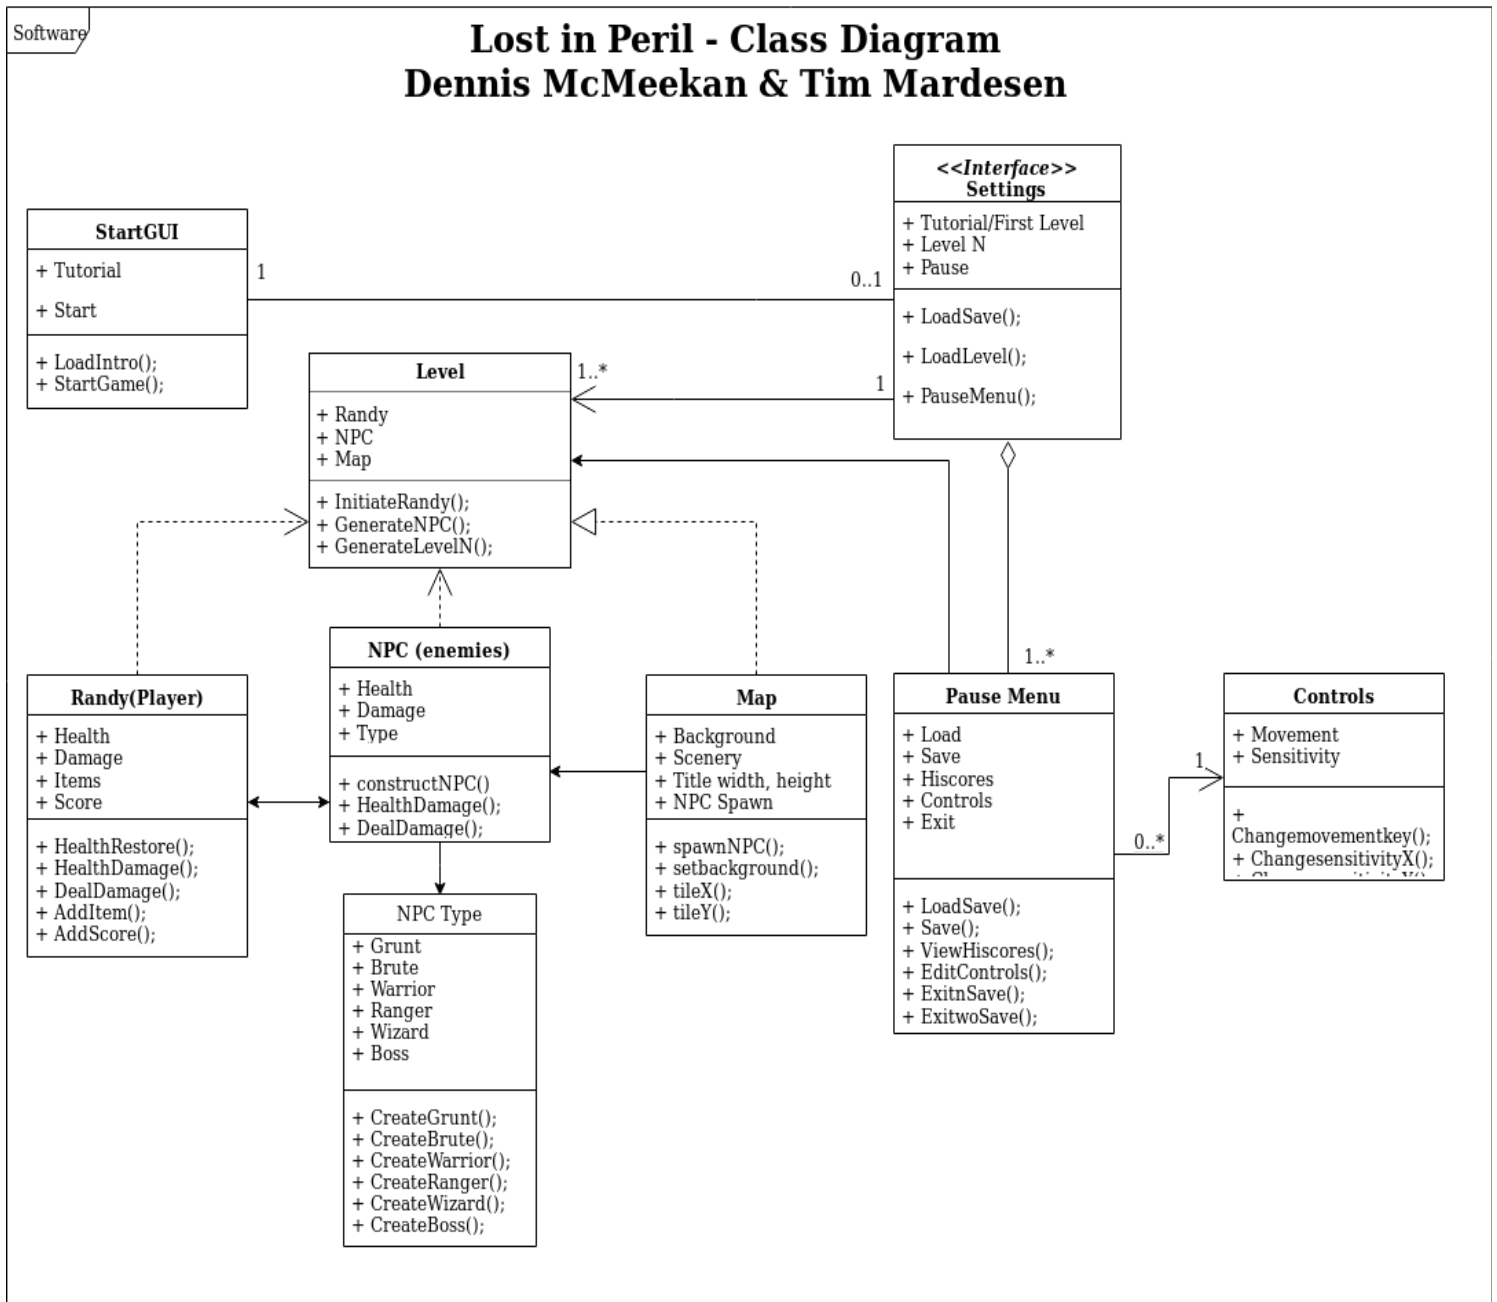 Software
Lost in Peril - Class Diagram
Dennis McMeekan & Tim Mardesen
<<Interface>>
Settings
+ Tutorial/First Level
+ Level N
+ Pause
+ LoadSave();
+ LoadLevel();
+ PauseMenu();
StartGUI
+ Tutorial
+ Start
+ LoadIntro();
+ StartGame();
1
0..1
Level
+ Randy
+ NPC
+ Map
+ InitiateRandy();
+ GenerateNPC();
+ GenerateLevelN();
1..*
1
1..*
NPC (enemies)
+ Health
+ Damage
+ Type
+ constructNPC()
+ HealthDamage();
+ DealDamage();
Randy(Player)
+ Health
+ Damage
+ Items
+ Score
+ HealthRestore();
+ HealthDamage();
+ DealDamage();
+ AddItem();
+ AddScore();
Map
+ Background
+ Scenery
+ Title width, height
+ NPC Spawn
+ spawnNPC();
+ setbackground();
+ tileX();
+ tileY();
Pause Menu
+ Load
+ Save
+ Hiscores
+ Controls
+ Exit
+ LoadSave();
+ Save();
+ ViewHiscores();
+ EditControls();
+ ExitnSave();
+ ExitwoSave();
0..*
1
Controls
+ Movement
+ Sensitivity
+
Changemovementkey();
+ ChangesensitivityX();
NPC Type
+ Grunt
+ Brute
+ Warrior
+ Ranger
+ Wizard
+ Boss
+ CreateGrunt();
+ CreateBrute();
+ CreateWarrior();
+ CreateRanger();
+ CreateWizard();
+ CreateBoss();